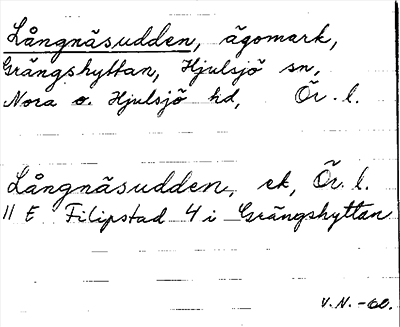 Långnäsudden, ägomark,
Grängshyttan, Hjulsjö sn,
Nora o. Hjulsjö hd, Ör. l.
Långnäsudden, ek, Ör. l.
11 E Filipstad 4 i Grängshyttan
V.N. -60.